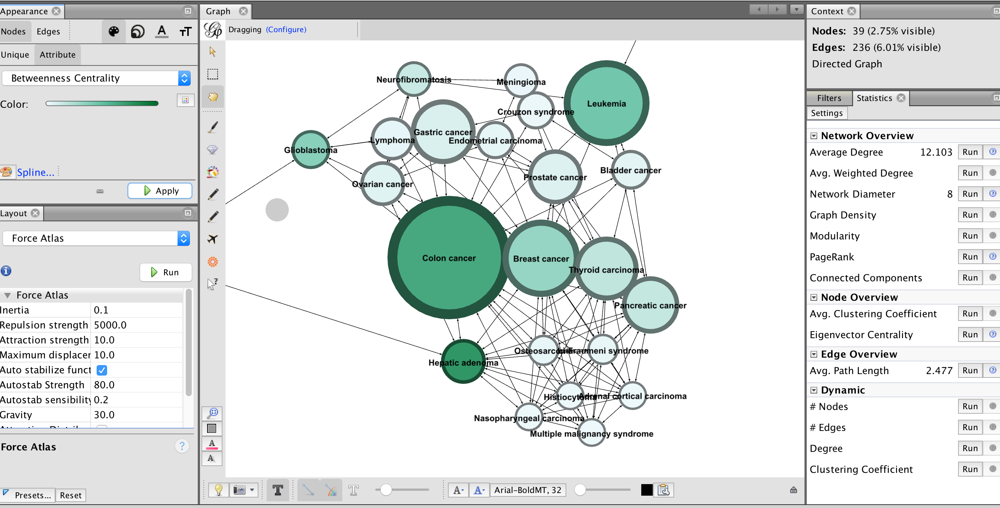 Appearance
Nodes Edges
Unique Attribute
Betweenness Centrality
Color:
Spline...
Apply
Layout
Force Atlas
Run
Force Atlas
Inertia 0.1
Repulsion strength 5000.0
Attraction strength 10.0
Maximum displacer 10.0
Auto stabilize funct
Autostab Strength 80.0
Autostab sensibility 0.2
Gravity 30.0
Force Atlas
?
Presets... Reset
Graph
Dragging (Configure)
Neurofibromatosis
Meningioma
Leukemia
Crouzon syndrome
Gastric cancer
Lymphoma
Endometrial carcinoma
Glioblastoma
Bladder cancer
Prostate cancer
Ovarian cancer
Colon cancer
Breast cancer
Thyroid carcinoma
Pancreatic cancer
Osteosarcoma
Li-Fraumeni syndrome
Hepatic adenoma
Histiocytoma
Adrenal cortical carcinoma
Nasopharyngeal carcinoma
Multiple malignancy syndrome
Arial-BoldMT, 32
Context
Nodes: 39 (2.75% visible)
Edges: 236 (6.01% visible)
Directed Graph
Filters Statistics
Settings
Network Overview
Average Degree 12.103 Run
Avg. Weighted Degree Run
Network Diameter 8 Run
Graph Density Run
Modularity Run
PageRank Run
Connected Components Run
Node Overview
Avg. Clustering Coefficient Run
Eigenvector Centrality Run
Edge Overview
Avg. Path Length 2.477 Run
Dynamic
# Nodes Run
# Edges Run
Degree Run
Clustering Coefficient Run